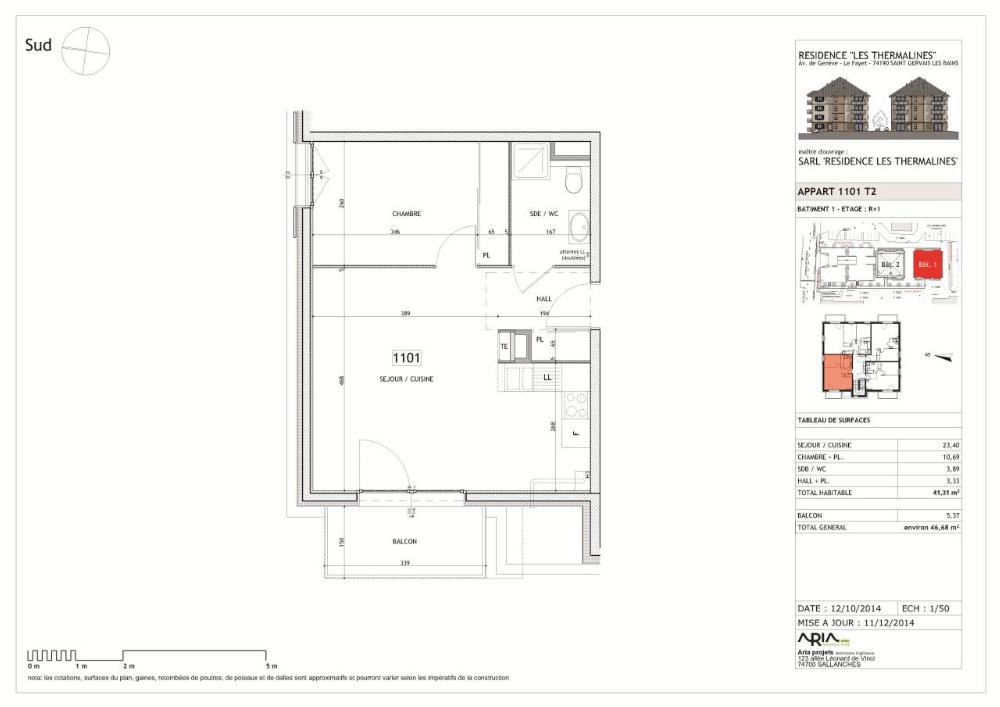 Sud
RESIDENCE "LES THERMALINES"
Av. de Genève - Le Fayet - 74190 SAINT GERVAIS LES BAINS
maître d'ouvrage :
SARL 'RESIDENCE LES THERMALINES'
APPART 1101 T2
BATIMENT 1 - ETAGE : R+1
Bât. 2
Bât. 1
S
TABLEAU DE SURFACES
SEJOUR / CUISINE 23,40
CHAMBRE + PL. 10,69
SDB / WC 3,89
HALL + PL. 3,33
TOTAL HABITABLE 41,31 m²
BALCON 5,37
TOTAL GENERAL environ 46,68 m²
DATE : 12/10/2014 ECH : 1/50
MISE A JOUR : 11/12/2014
ARIA
Aria projets
123 allée Léonard de Vinci
74700 SALLANCHES
260
CHAMBRE
346
65
5
PL
SDE / WC
167
attentes LL
(doublées)
HALL
389
194
TE
PL
65
5
1101
SEJOUR / CUISINE
468
LL
268
F
BALCON
150
339
0 m 1 m 2 m 5 m
nota: les cotations, surfaces du plan, gaines, retombées de poutres, de poteaux et de dalles sont approximatifs et pourront varier selon les impératifs de la construction